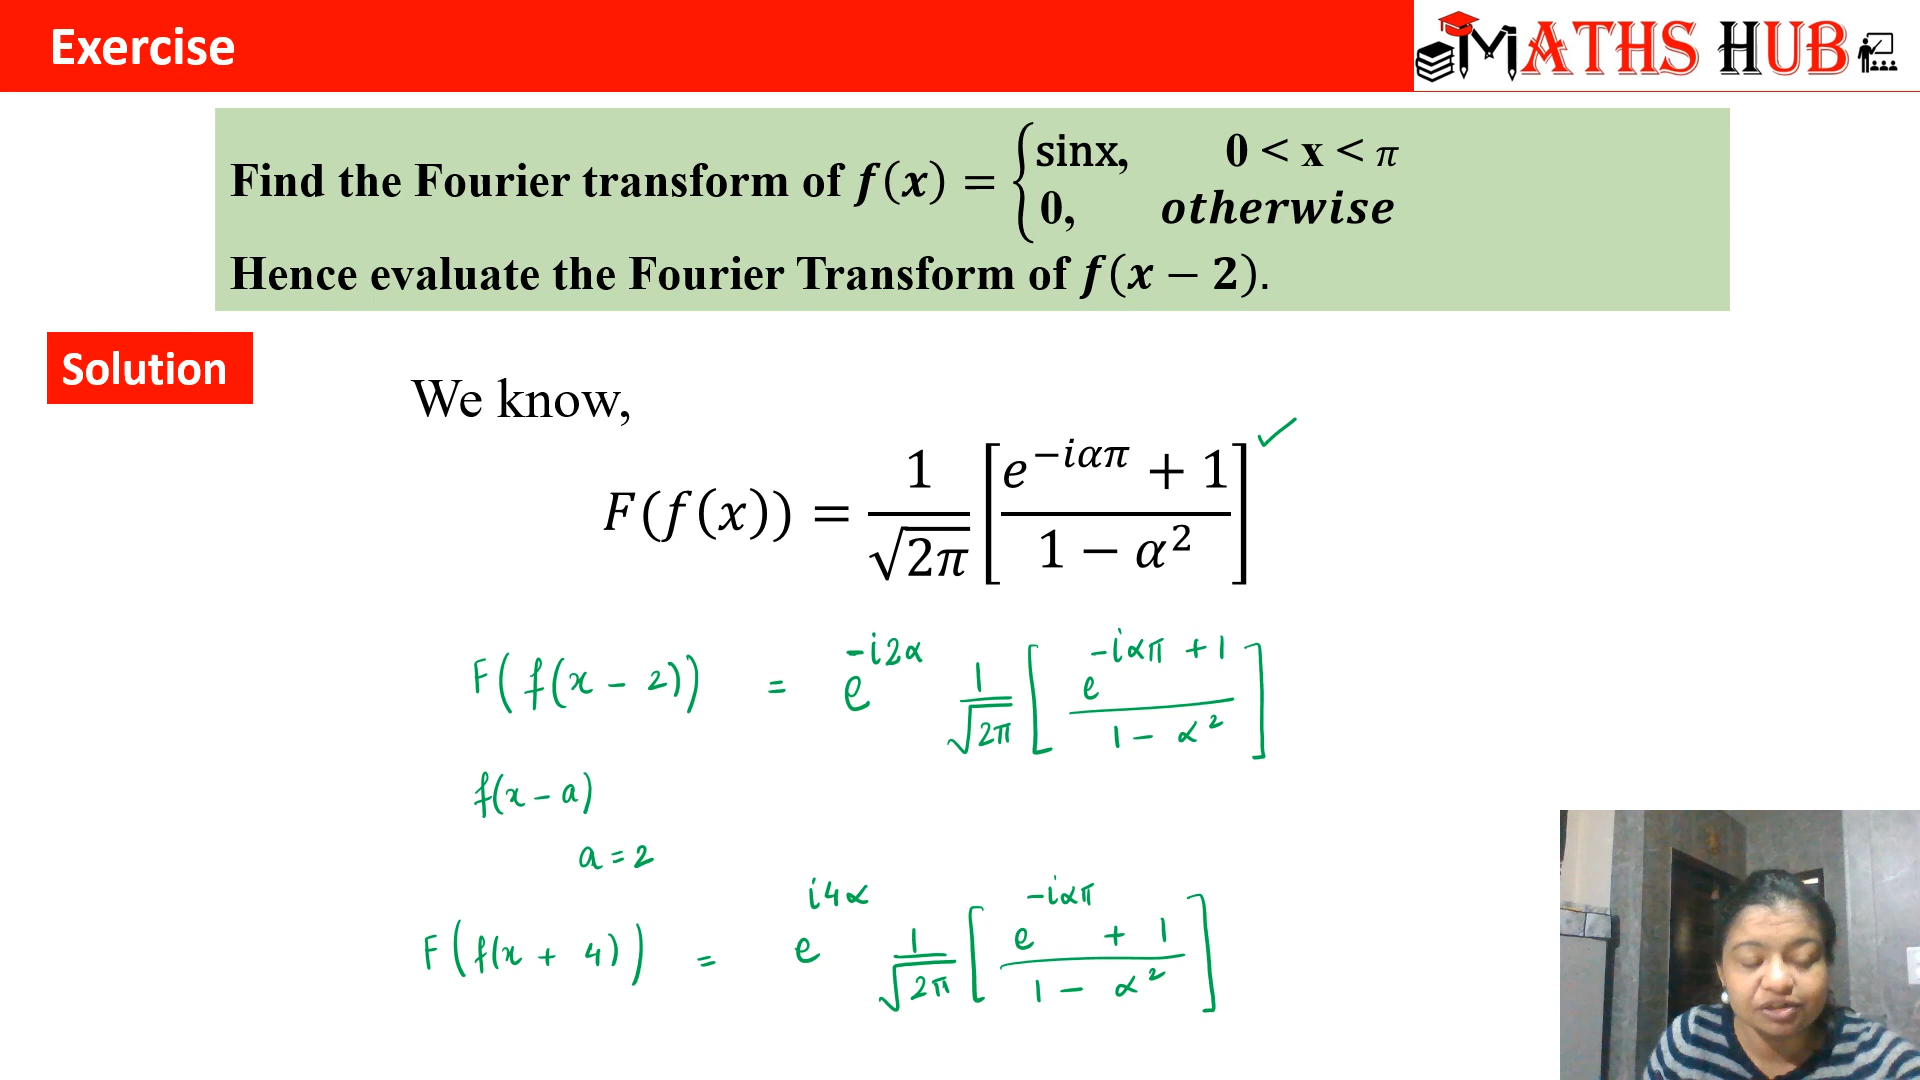 Exercise
MATHS HUB
Find the Fourier transform of f(x) = { sinx, 0 < x < π
0, otherwise
Hence evaluate the Fourier Transform of f(x − 2).
Solution
We know,
F(f(x)) = 1/√2π [ (e^{−iαπ} + 1) / (1 − α²) ] ✓
F(f(x − 2)) = e^{−i2α} 1/√2π [ (e^{−iαπ} + 1) / (1 − α²) ]
f(x − a)
a = 2
F(f(x + 4)) = e^{i4α} 1/√2π [ (e^{−iαπ} + 1) / (1 − α²) ]